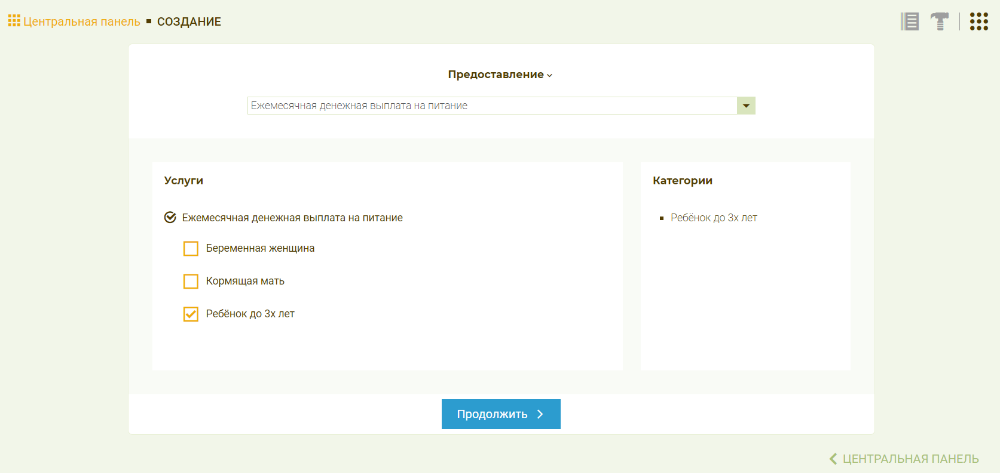 Центральная панель ▪ СОЗДАНИЕ
Предоставление
Ежемесячная денежная выплата на питание
Услуги
Ежемесячная денежная выплата на питание
Беременная женщина
Кормящая мать
Ребёнок до 3х лет
Категории
▪ Ребёнок до 3х лет
Продолжить
ЦЕНТРАЛЬНАЯ ПАНЕЛЬ